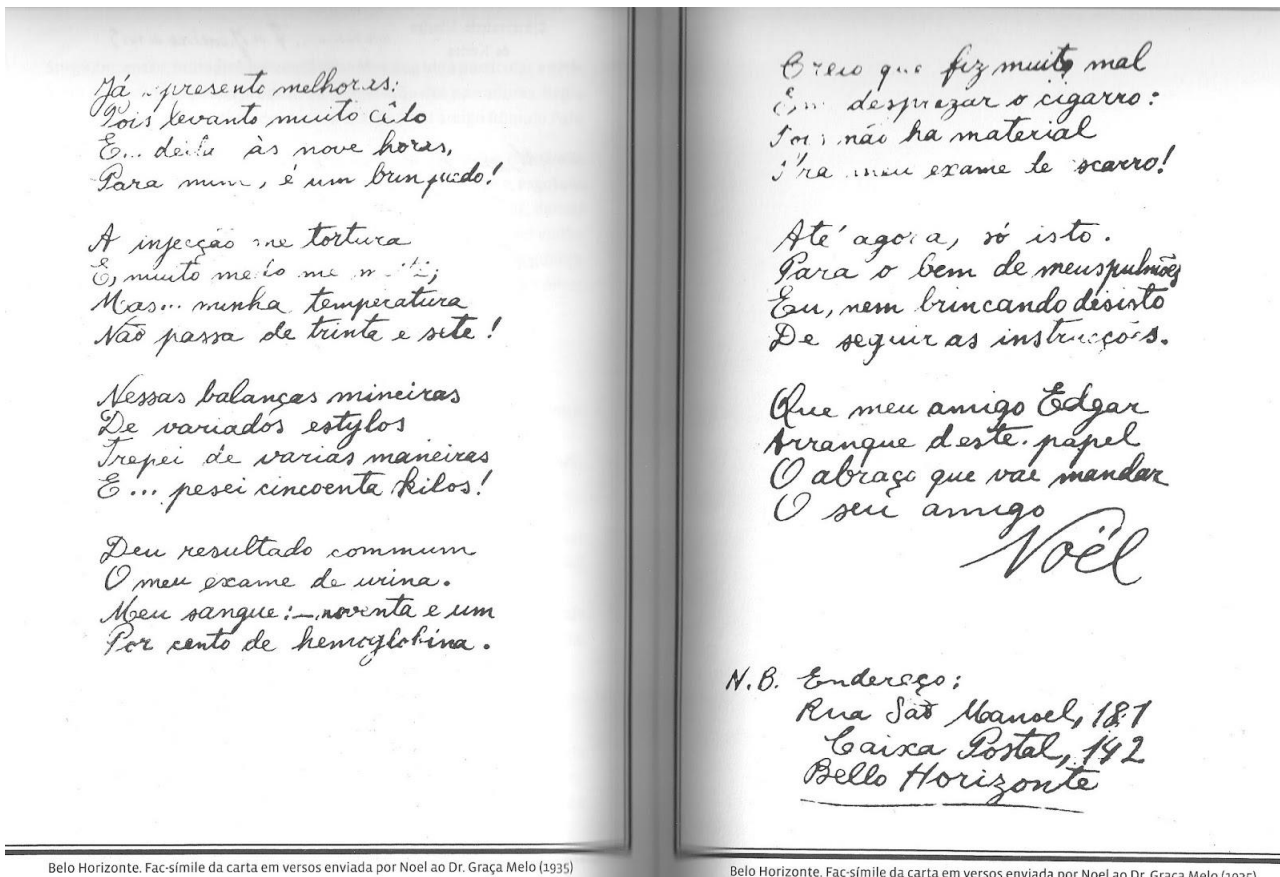 Já apresento melhoras,
Pois levanto muito cêdo
E... deitar às nove horas,
Para mim, é um brinquedo!
A injecção me tortura
E, muito medo me mette;
Mas... minha temperatura
Não passa de trinta e sete!
Nessas balanças mineiras
De variados estylos
Trepei de varias maneiras
E... pesei cincoenta kilos!
Deu resultado commum
O meu exame de urina.
Meu sangue: — noventa e um
Por cento de hemoglobina.
Creio que fiz muito mal
Em desprezar o cigarro:
Pois não ha material
P'ra meu exame de escarro!
Até agora, só isto.
Para o bem de meus pulmões
Eu, nem brincando desisto
De seguir as instrucções.
Que meu amigo Edgar
Arranque d'este papel
O abraço que vae mandar
O seu amigo
Noël
N.B. Endereço:
Rua São Manoel, 181
Caixa Postal, 142
Bello Horizonte
Belo Horizonte. Fac-símile da carta em versos enviada por Noel ao Dr. Graça Melo (1935)
Belo Horizonte. Fac-símile da carta em versos enviada por Noel ao Dr. Graça Melo (1935)